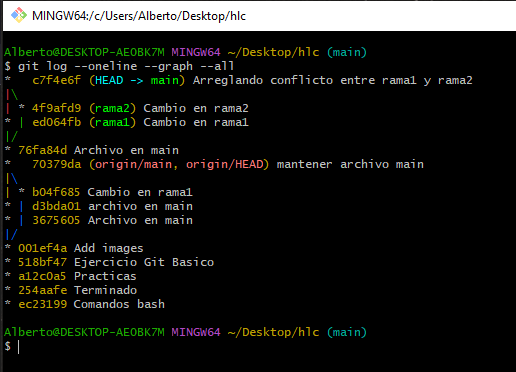 MINGW64:/c/Users/Alberto/Desktop/hlc
Alberto@DESKTOP-AEOBK7M MINGW64 ~/Desktop/hlc (main)
$ git log --oneline --graph --all
*   c7f4e6f (HEAD -> main) Arreglando conflicto entre rama1 y rama2
|\
| * 4f9afd9 (rama2) Cambio en rama2
* | ed064fb (rama1) Cambio en rama1
|/
* 76fa84d Archivo en main
*   70379da (origin/main, origin/HEAD) mantener archivo main
|\
| * b04f685 Cambio en rama1
* | d3bda01 archivo en main
* | 3675605 archivo en main
|/
* 001ef4a Add images
* 518bf47 Ejercicio Git Basico
* a12c0a5 Practicas
* 254aafe Terminado
* ec23199 Comandos bash
Alberto@DESKTOP-AEOBK7M MINGW64 ~/Desktop/hlc (main)
$